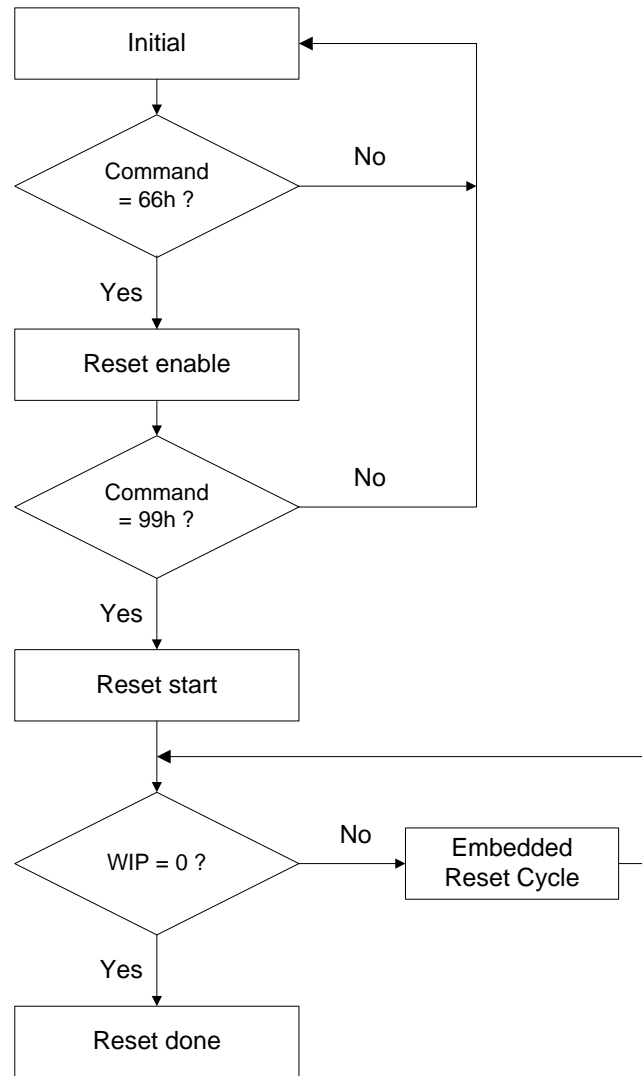 Initial
Command
= 66h ?
No
Yes
Reset enable
Command
= 99h ?
No
Yes
Reset start
WIP = 0 ?
No
Embedded
Reset Cycle
Yes
Reset done